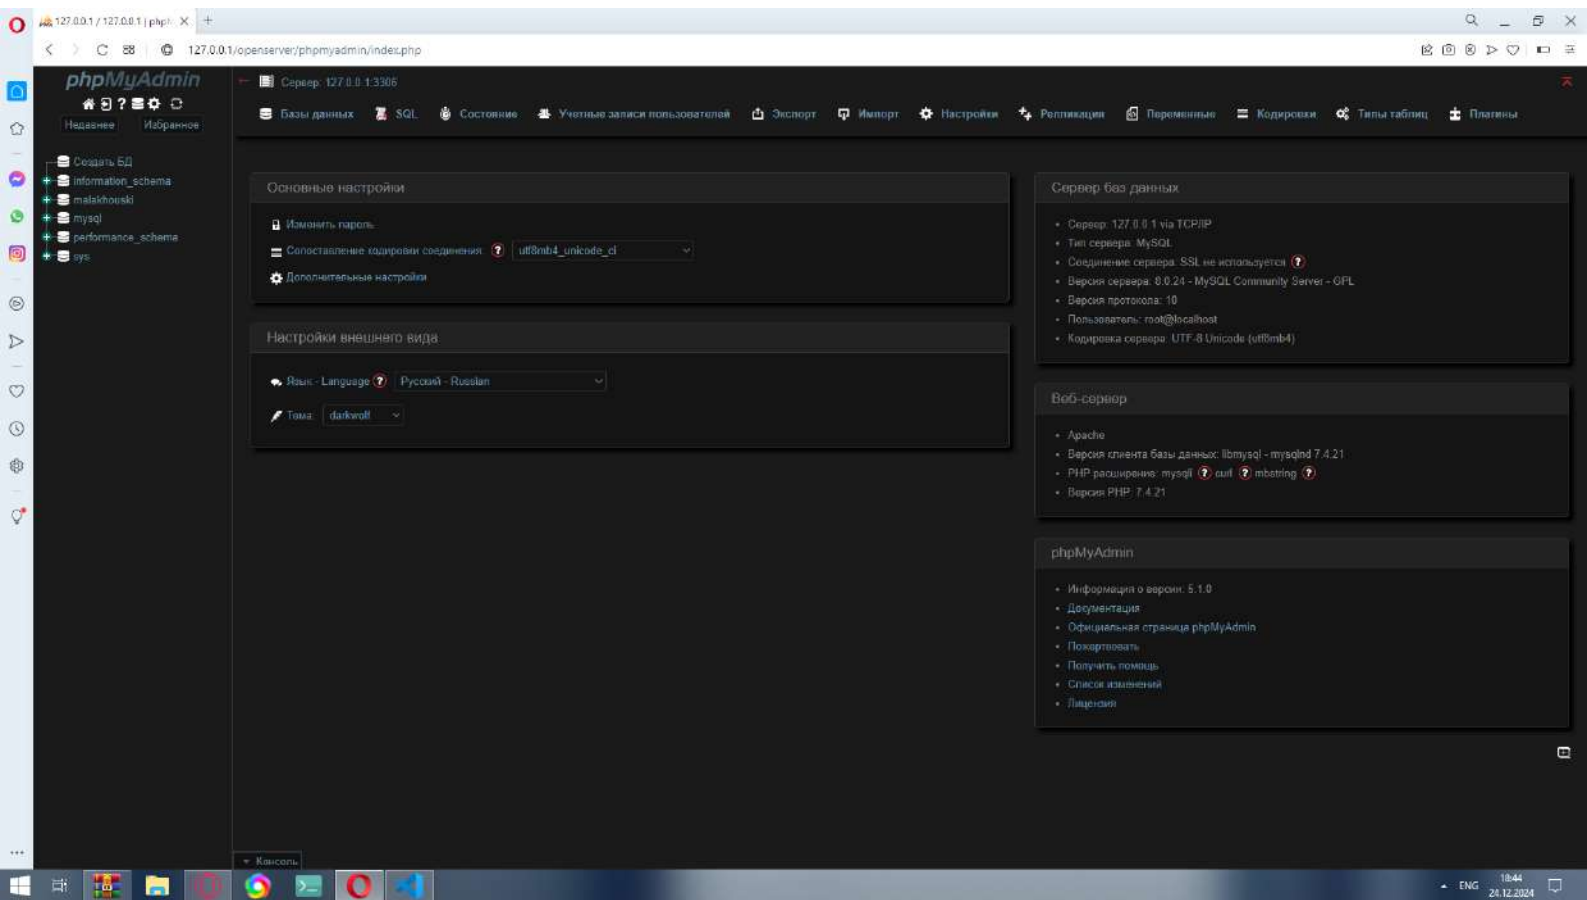 127.0.0.1 / 127.0.0.1 | phpM
127.0.0.1/openserver/phpmyadmin/index.php
phpMyAdmin
Недавнее Избранное
Создать БД
information_schema
malakhouski
mysql
performance_schema
sys
Сервер: 127.0.0.1:3306
Базы данных SQL Состояние Учетные записи пользователей Экспорт Импорт Настройки Репликация Переменные Кодировки Типы таблиц Плагины
Основные настройки
Изменить пароль
Сопоставление кодировки соединения: utf8mb4_unicode_ci
Дополнительные настройки
Настройки внешнего вида
Язык - Language Русский - Russian
Тема: darkwolf
Сервер баз данных
Сервер: 127.0.0.1 via TCP/IP
Тип сервера: MySQL
Соединение сервера: SSL не используется
Версия сервера: 8.0.24 - MySQL Community Server - GPL
Версия протокола: 10
Пользователь: root@localhost
Кодировка сервера: UTF-8 Unicode (utf8mb4)
Веб-сервер
Apache
Версия клиента базы данных: libmysql - mysqlnd 7.4.21
PHP расширение: mysqli curl mbstring
Версия PHP: 7.4.21
phpMyAdmin
Информация о версии: 5.1.0
Документация
Официальная страница phpMyAdmin
Пожертвовать
Получить помощь
Список изменений
Лицензия
Консоль
ENG
18:44
24.12.2024